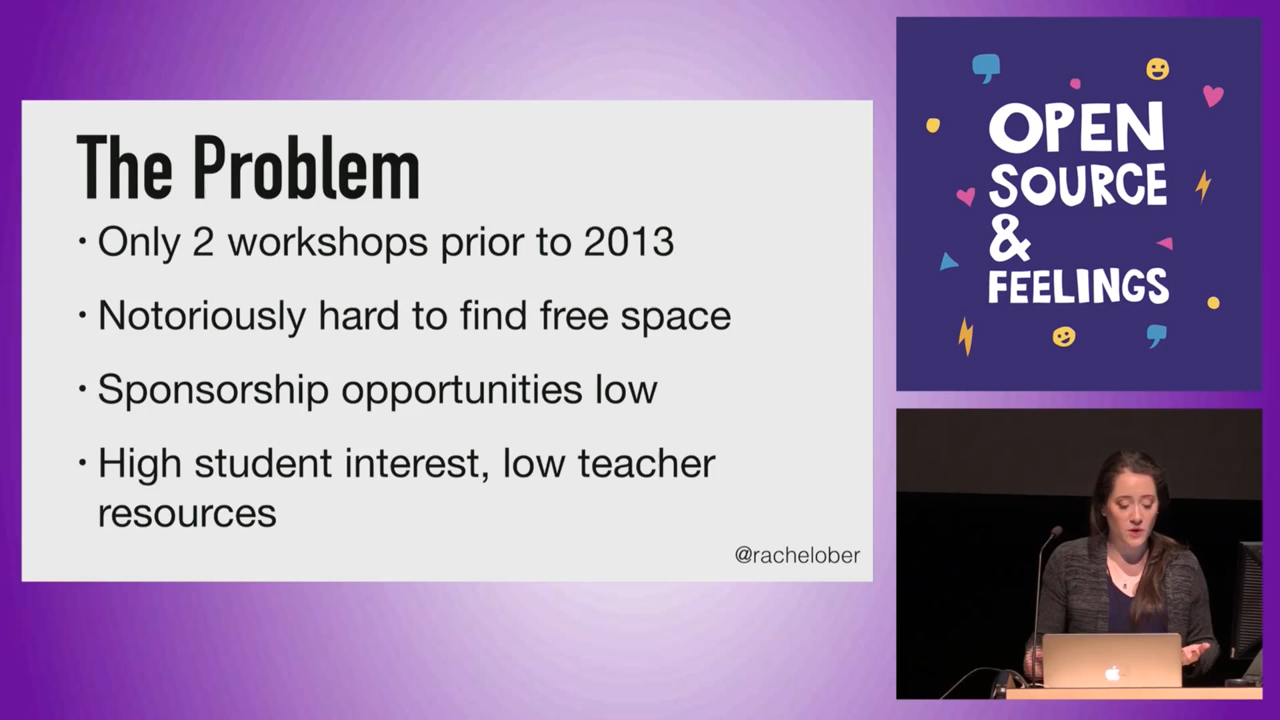 The Problem
• Only 2 workshops prior to 2013
• Notoriously hard to find free space
• Sponsorship opportunities low
• High student interest, low teacher
resources
@rachelober
OPEN
SOURCE
&
FEELINGS